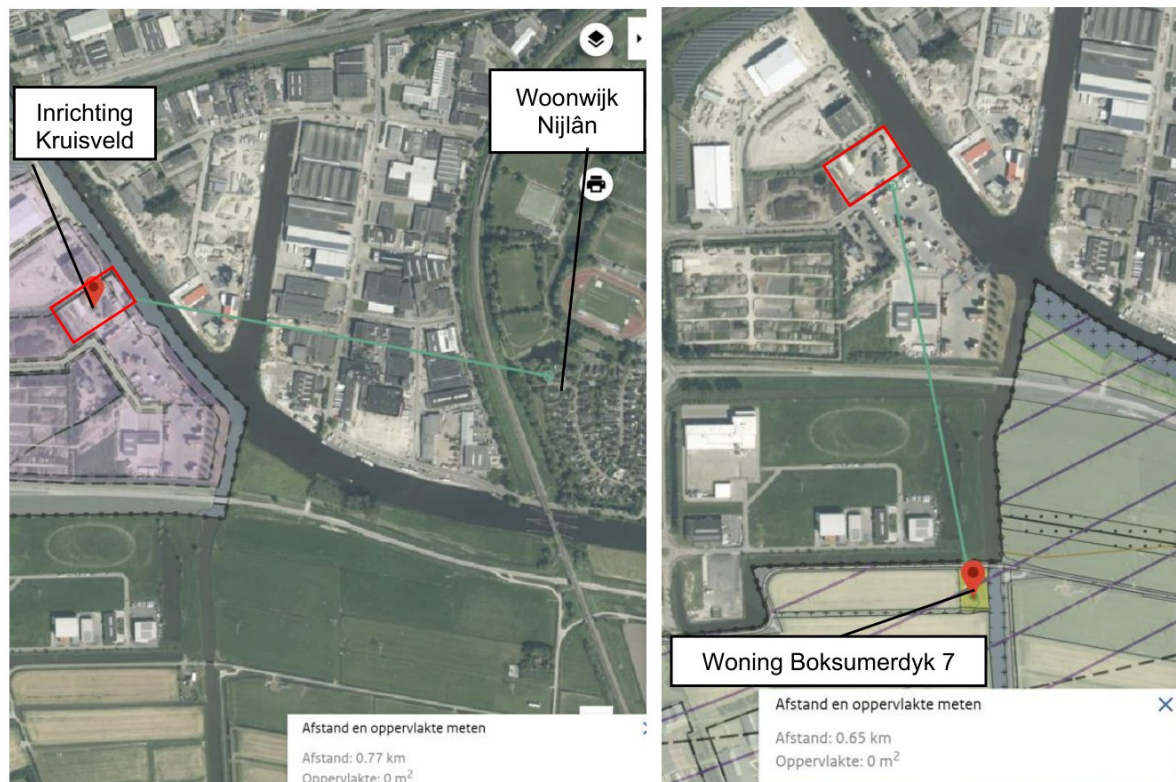 Inrichting
Kruisveld
Woonwijk
Nijlân
Afstand en oppervlakte meten
Afstand: 0.77 km
Oppervlakte: 0 m²
Woning Boksumerdyk 7
Afstand en oppervlakte meten
Afstand: 0.65 km
Oppervlakte: 0 m²